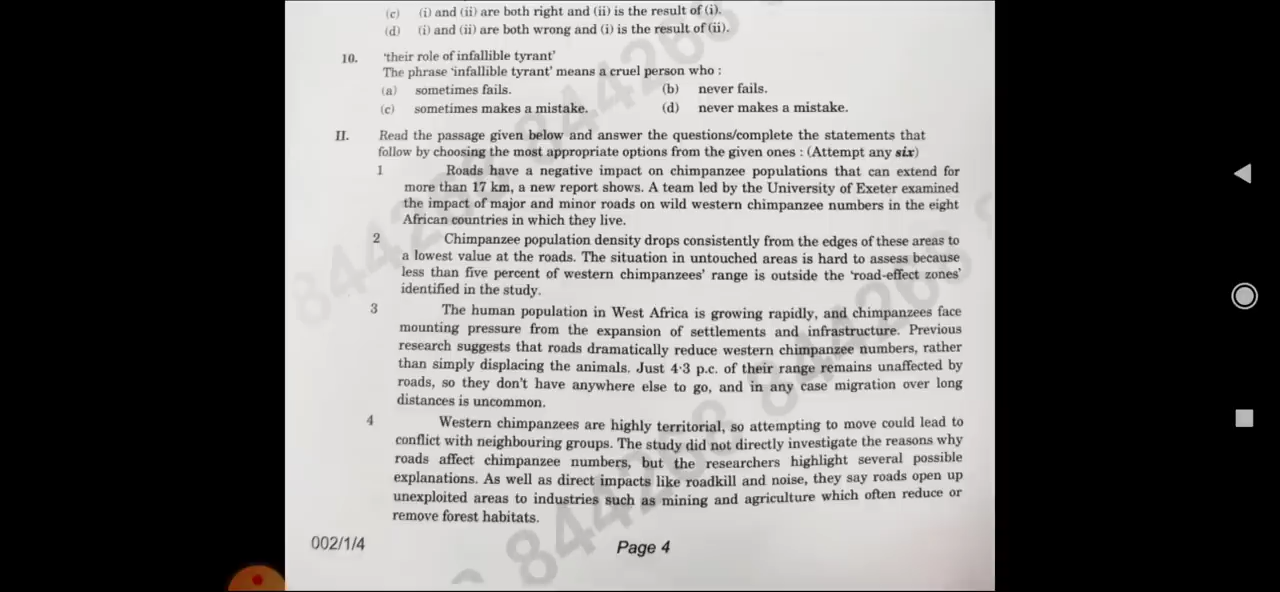 (c) (i) and (ii) are both right and (ii) is the result of (i).
(d) (i) and (ii) are both wrong and (i) is the result of (ii).
10. 'their role of infallible tyrant'
The phrase 'infallible tyrant' means a cruel person who :
(a) sometimes fails. (b) never fails.
(c) sometimes makes a mistake. (d) never makes a mistake.
II. Read the passage given below and answer the questions/complete the statements that
follow by choosing the most appropriate options from the given ones : (Attempt any six)
1 Roads have a negative impact on chimpanzee populations that can extend for
more than 17 km, a new report shows. A team led by the University of Exeter examined
the impact of major and minor roads on wild western chimpanzee numbers in the eight
African countries in which they live.
2 Chimpanzee population density drops consistently from the edges of these areas to
a lowest value at the roads. The situation in untouched areas is hard to assess because
less than five percent of western chimpanzees' range is outside the 'road-effect zones'
identified in the study.
3 The human population in West Africa is growing rapidly, and chimpanzees face
mounting pressure from the expansion of settlements and infrastructure. Previous
research suggests that roads dramatically reduce western chimpanzee numbers, rather
than simply displacing the animals. Just 4·3 p.c. of their range remains unaffected by
roads, so they don't have anywhere else to go, and in any case migration over long
distances is uncommon.
4 Western chimpanzees are highly territorial, so attempting to move could lead to
conflict with neighbouring groups. The study did not directly investigate the reasons why
roads affect chimpanzee numbers, but the researchers highlight several possible
explanations. As well as direct impacts like roadkill and noise, they say roads open up
unexploited areas to industries such as mining and agriculture which often reduce or
remove forest habitats.
002/1/4 Page 4
844268 844268
844268 844268